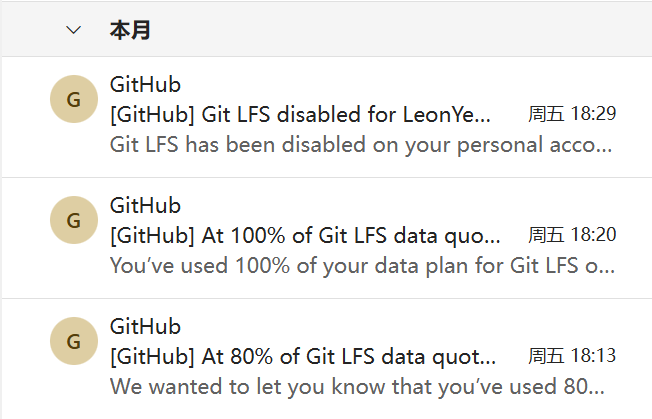 本月
G
GitHub
[GitHub] Git LFS disabled for LeonYe...
周五 18:29
Git LFS has been disabled on your personal acco...
G
GitHub
[GitHub] At 100% of Git LFS data quo...
周五 18:20
You’ve used 100% of your data plan for Git LFS o...
G
GitHub
[GitHub] At 80% of Git LFS data quot...
周五 18:13
We wanted to let you know that you’ve used 80...